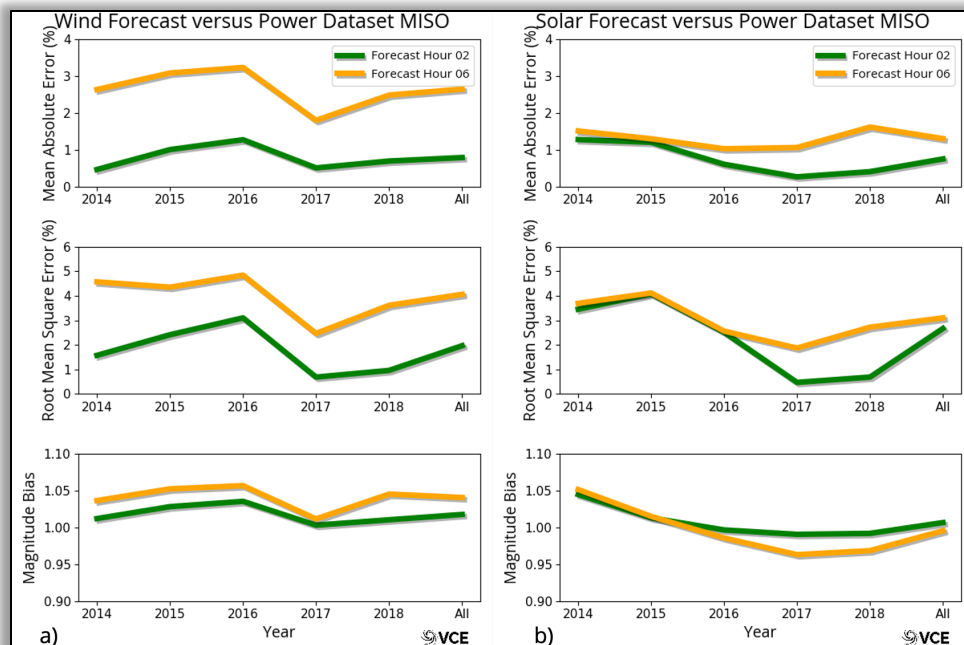 Wind Forecast versus Power Dataset MISO
Mean Absolute Error (%)
4
3
2
1
0
Forecast Hour 02
Forecast Hour 06
2014 2015 2016 2017 2018 All
Root Mean Square Error (%)
6
5
4
3
2
1
0
2014 2015 2016 2017 2018 All
Magnitude Bias
1.10
1.05
1.00
0.95
0.90
2014 2015 2016 2017 2018 All
Year
a)
VCE
Solar Forecast versus Power Dataset MISO
Mean Absolute Error (%)
4
3
2
1
0
Forecast Hour 02
Forecast Hour 06
2014 2015 2016 2017 2018 All
Root Mean Square Error (%)
6
5
4
3
2
1
0
2014 2015 2016 2017 2018 All
Magnitude Bias
1.10
1.05
1.00
0.95
0.90
2014 2015 2016 2017 2018 All
Year
b)
VCE